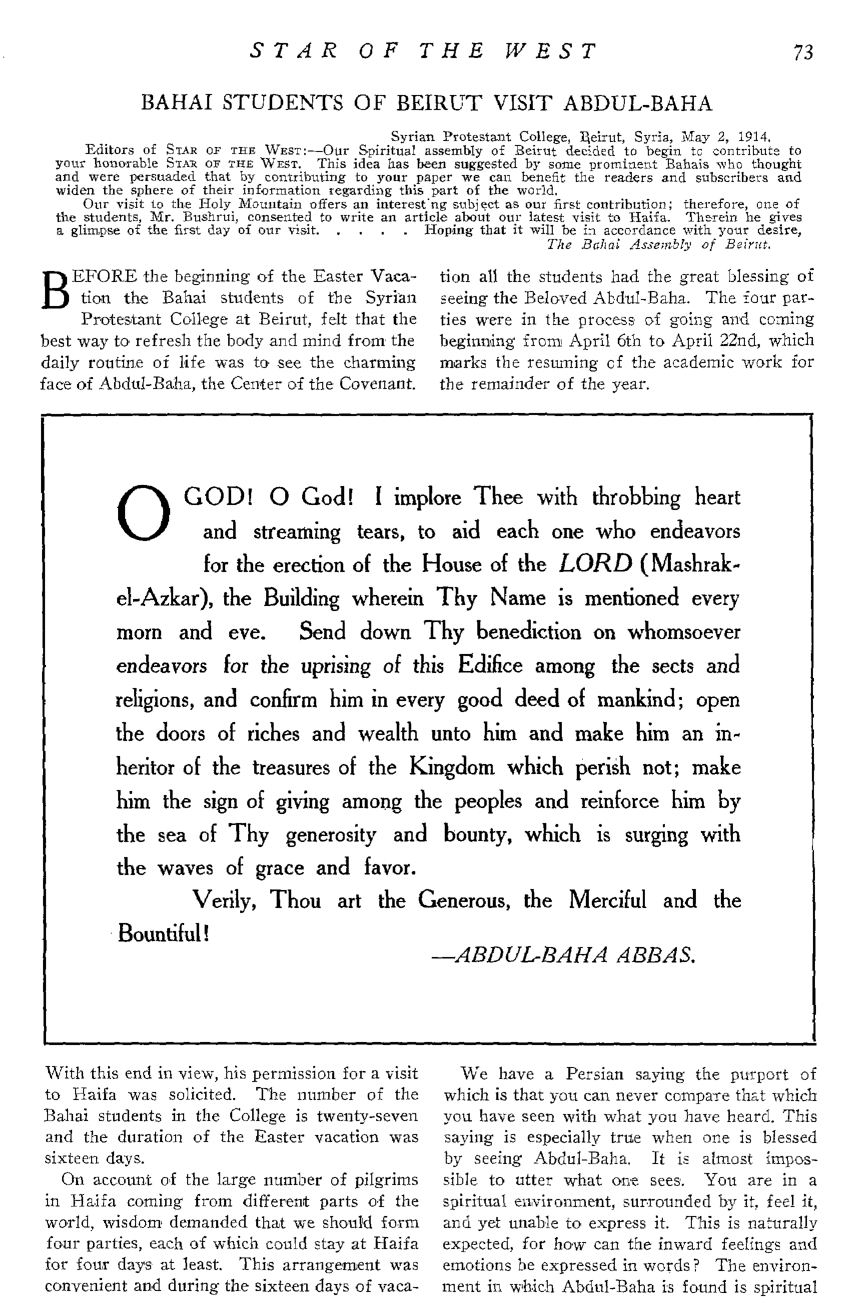 STAR OF THE WEST 73
BAHAI STUDENTS OF BEIRUT VISIT ABDUL-BAHA
Syrian Protestant College, Beirut, Syria, May 2, 1914.
Editors of STAR OF THE WEST:—Our Spiritual assembly of Beirut decided to begin to contribute to
your honorable STAR OF THE WEST. This idea has been suggested by some prominent Bahais who thought
and were persuaded that by contributing to your paper we can benefit the readers and subscribers and
widen the sphere of their information regarding this part of the world.
Our visit to the Holy Mountain offers an interesting subject as our first contribution; therefore, one of
the students, Mr. Bushrui, consented to write an article about our latest visit to Haifa. Therein he gives
a glimpse of the first day of our visit. . . . . Hoping that it will be in accordance with your desire,
The Bahai Assembly of Beirut.
BEFORE the beginning of the Easter Vaca-
tion the Bahai students of the Syrian
Protestant College at Beirut, felt that the
best way to refresh the body and mind from the
daily routine of life was to see the charming
face of Abdul-Baha, the Center of the Covenant.
With this end in view, his permission for a visit
to Haifa was solicited. The number of the
Bahai students in the College is twenty-seven
and the duration of the Easter vacation was
sixteen days.
On account of the large number of pilgrims
in Haifa coming from different parts of the
world, wisdom demanded that we should form
four parties, each of which could stay at Haifa
for four days at least. This arrangement was
convenient and during the sixteen days of vaca-
tion all the students had the great blessing of
seeing the Beloved Abdul-Baha. The four par-
ties were in the process of going and coming
beginning from April 6th to April 22nd, which
marks the resuming of the academic work for
the remainder of the year.
We have a Persian saying the purport of
which is that you can never compare that which
you have seen with what you have heard. This
saying is especially true when one is blessed
by seeing Abdul-Baha. It is almost impos-
sible to utter what one sees. You are in a
spiritual environment, surrounded by it, feel it,
and yet unable to express it. This is naturally
expected, for how can the inward feelings and
emotions be expressed in words? The environ-
ment in which Abdul-Baha is found is spiritual
O GOD! O God! I implore Thee with throbbing heart
and streaming tears, to aid each one who endeavors
for the erection of the House of the LORD (Mashrak-
el-Azkar), the Building wherein Thy Name is mentioned every
morn and eve. Send down Thy benediction on whomsoever
endeavors for the uprising of this Edifice among the sects and
religions, and confirm him in every good deed of mankind; open
the doors of riches and wealth unto him and make him an in-
heritor of the treasures of the Kingdom which perish not; make
him the sign of giving among the peoples and reinforce him by
the sea of Thy generosity and bounty, which is surging with
the waves of grace and favor.
Verily, Thou art the Generous, the Merciful and the
Bountiful!
—ABDUL-BAHA ABBAS.